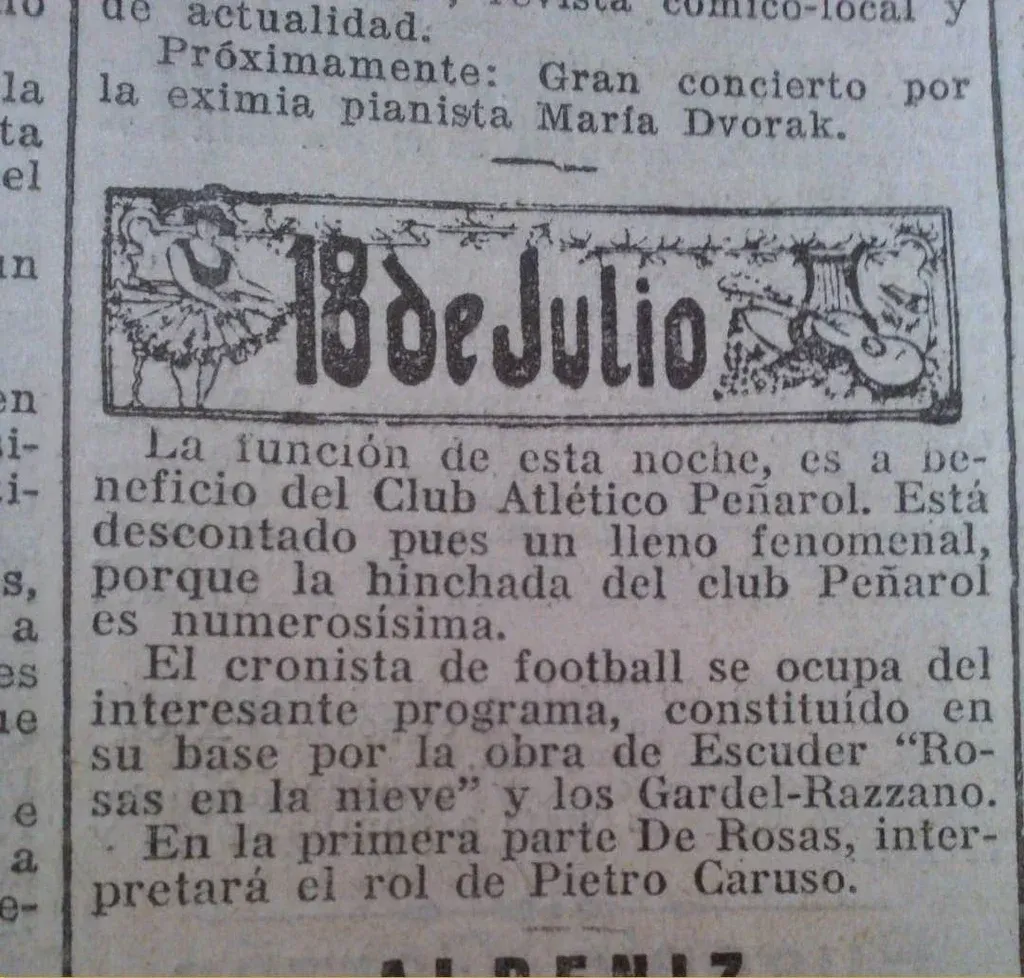 de actualidad.
revista cómico-local y
Próximamente: Gran concierto por
la eximia pianista María Dvorak.
18 de Julio
La función de esta noche, es a be-
neficio del Club Atlético Peñarol. Está
descontado pues un lleno fenomenal,
porque la hinchada del club Peñarol
es numerosísima.
El cronista de football se ocupa del
interesante programa, constituído en
su base por la obra de Escuder “Ro-
sas en la nieve” y los Gardel-Razzano.
En la primera parte De Rosas, inter-
pretará el rol de Pietro Caruso.
ALBENIZ